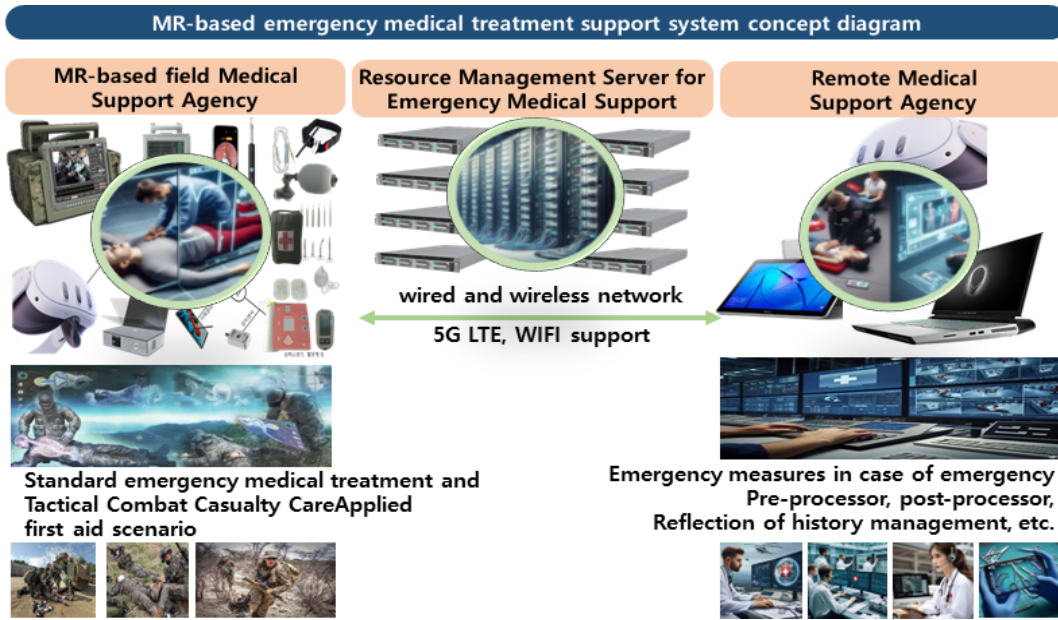 MR-based emergency medical treatment support system concept diagram
MR-based field Medical
Support Agency
Resource Management Server for
Emergency Medical Support
Remote Medical
Support Agency
wired and wireless network
5G LTE, WIFI support
Standard emergency medical treatment and
Tactical Combat Casualty CareApplied
first aid scenario
Emergency measures in case of emergency
Pre-processor, post-processor,
Reflection of history management, etc.